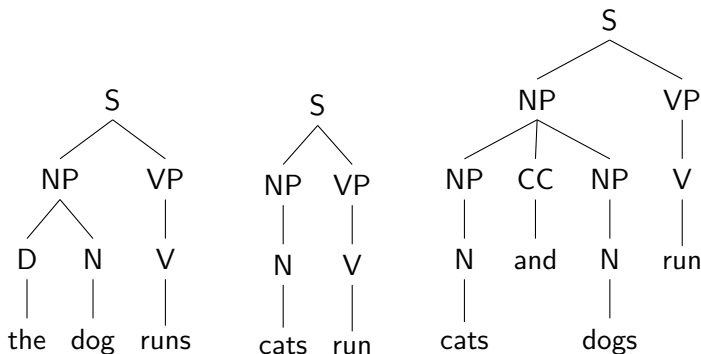 S
S
S
NP VP
NP VP
NP VP
NP CC NP V
D N V
N V
N and N run
the dog runs
cats run
cats dogs